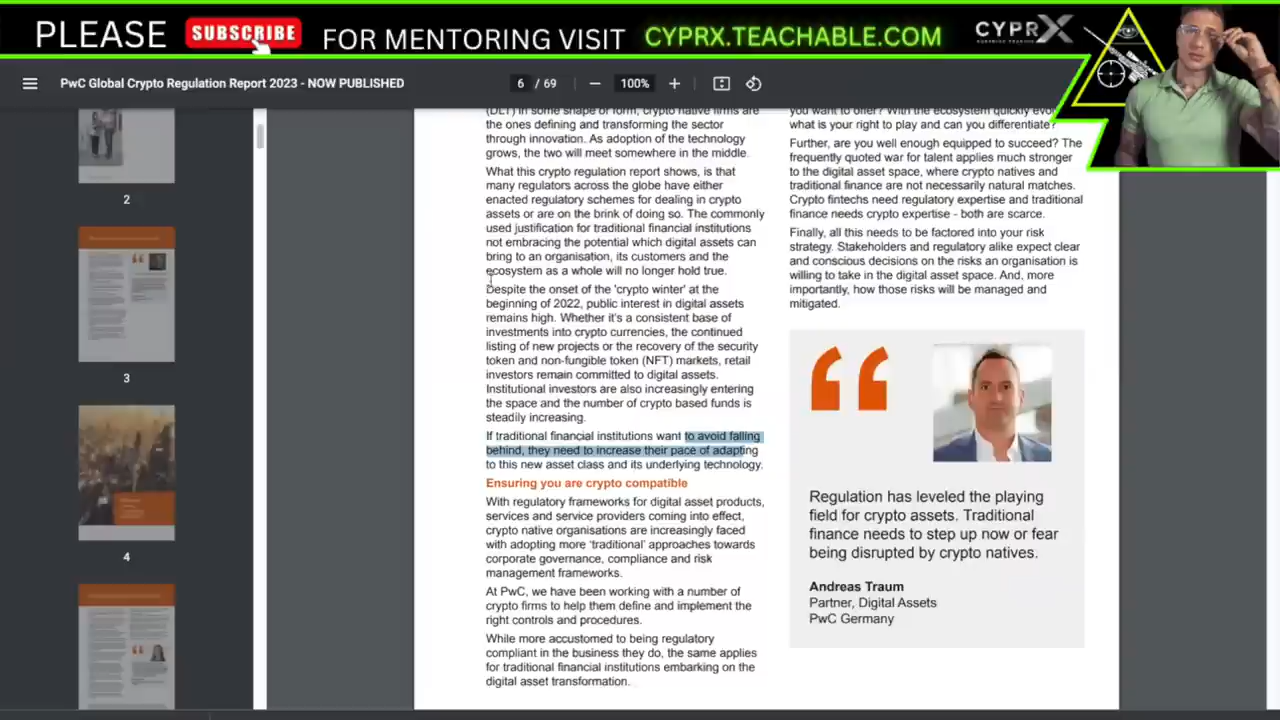 PLEASE SUBSCRIBE FOR MENTORING VISIT CYPRX.TEACHABLE.COM CYPRX
PwC Global Crypto Regulation Report 2023 - NOW PUBLISHED
6 / 69
100%
2
3
4
(DLT) in some shape or form, crypto native firms are
the ones defining and transforming the sector
through innovation. As adoption of the technology
grows, the two will meet somewhere in the middle.
What this crypto regulation report shows, is that
many regulators across the globe have either
enacted regulatory schemes for dealing in crypto
assets or are on the brink of doing so. The commonly
used justification for traditional financial institutions
not embracing the potential which digital assets can
bring to an organisation, its customers and the
ecosystem as a whole will no longer hold true.
Despite the onset of the 'crypto winter' at the
beginning of 2022, public interest in digital assets
remains high. Whether it's a consistent base of
investments into crypto currencies, the continued
listing of new projects or the recovery of the security
token and non-fungible token (NFT) markets, retail
investors remain committed to digital assets.
Institutional investors are also increasingly entering
the space and the number of crypto based funds is
steadily increasing.
If traditional financial institutions want to avoid falling
behind, they need to increase their pace of adapting
to this new asset class and its underlying technology.
Ensuring you are crypto compatible
With regulatory frameworks for digital asset products,
services and service providers coming into effect,
crypto native organisations are increasingly faced
with adopting more 'traditional' approaches towards
corporate governance, compliance and risk
management frameworks.
At PwC, we have been working with a number of
crypto firms to help them define and implement the
right controls and procedures.
While more accustomed to being regulatory
compliant in the business they do, the same applies
for traditional financial institutions embarking on the
digital asset transformation.
you want to offer? With the ecosystem quickly
what is your right to play and can you differentiate?
Further, are you well enough equipped to succeed? The
frequently quoted war for talent applies much stronger
to the digital asset space, where crypto natives and
traditional finance are not necessarily natural matches.
Crypto fintechs need regulatory expertise and traditional
finance needs crypto expertise - both are scarce.
Finally, all this needs to be factored into your risk
strategy. Stakeholders and regulatory alike expect clear
and conscious decisions on the risks an organisation is
willing to take in the digital asset space. And, more
importantly, how those risks will be managed and
mitigated.
Regulation has leveled the playing
field for crypto assets. Traditional
finance needs to step up now or fear
being disrupted by crypto natives.
Andreas Traum
Partner, Digital Assets
PwC Germany